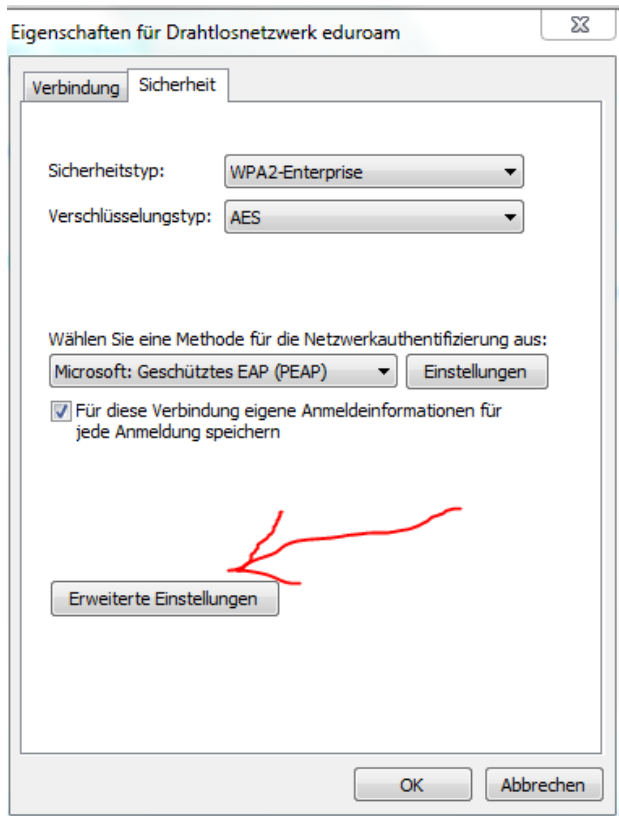 Eigenschaften für Drahtlosnetzwerk eduroam
Verbindung
Sicherheit
Sicherheitstyp:
WPA2-Enterprise
Verschlüsselungstyp:
AES
Wählen Sie eine Methode für die Netzwerkauthentifizierung aus:
Microsoft: Geschütztes EAP (PEAP)
Einstellungen
Für diese Verbindung eigene Anmeldeinformationen für
jede Anmeldung speichern
Erweiterte Einstellungen
OK
Abbrechen